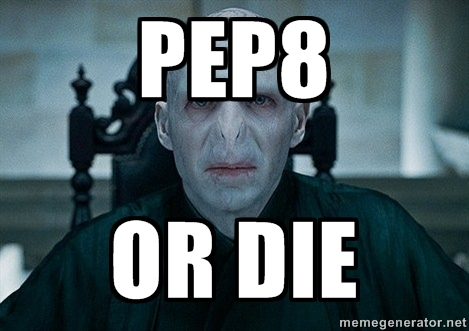 PEP8
OR DIE
memegenerator.net